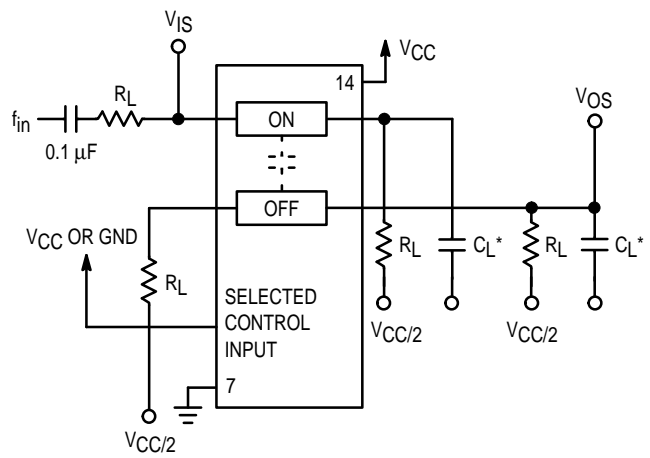 VIS
VCC
14
RL
fin
0.1 µF
ON
VOS
OFF
VCC OR GND
RL
RL
CL*
RL
CL*
SELECTED
CONTROL
INPUT
VCC/2
VCC/2
7
VCC/2